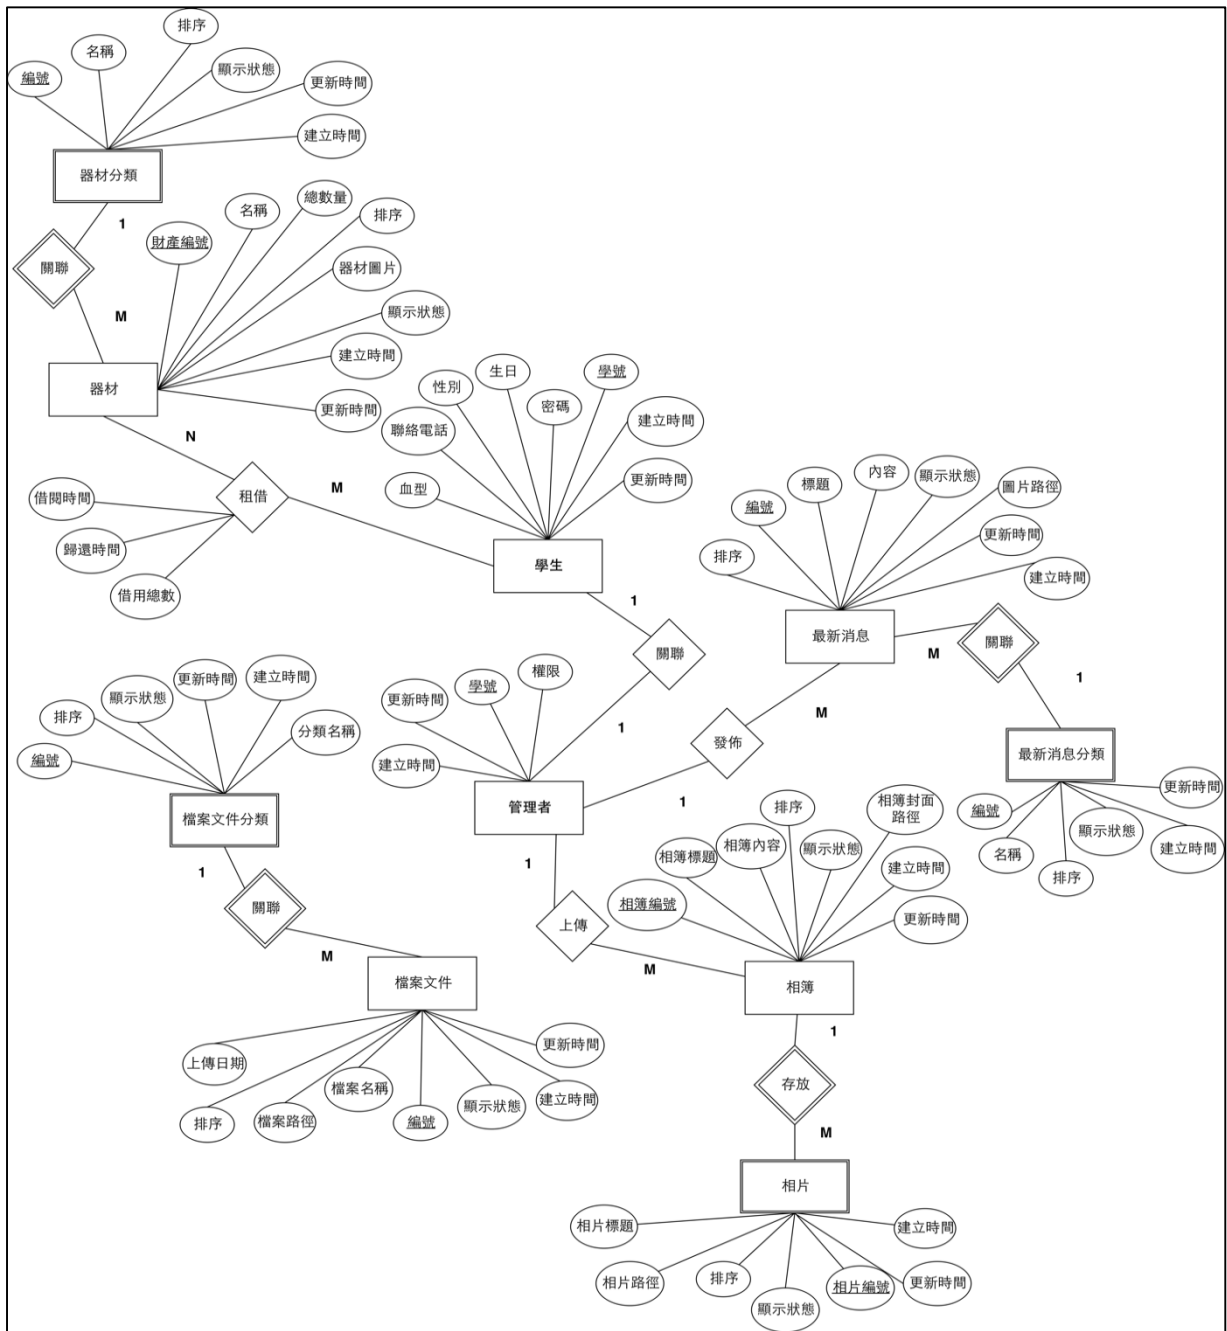 排序
名稱
顯示狀態
編號
更新時間
建立時間
器材分類
1
關聯
M
財產編號
名稱
總數量
排序
器材圖片
顯示狀態
建立時間
更新時間
器材
N
租借
M
借閱時間
歸還時間
借用總數
血型
聯絡電話
性別
生日
密碼
學號
建立時間
更新時間
學生
1
關聯
1
排序
編號
標題
內容
顯示狀態
圖片路徑
更新時間
建立時間
最新消息
M
關聯
1
最新消息分類
編號
名稱
排序
顯示狀態
建立時間
更新時間
M
發佈
1
建立時間
更新時間
學號
權限
管理者
1
上傳
M
編號
排序
顯示狀態
更新時間
建立時間
分類名稱
檔案文件分類
1
關聯
M
檔案文件
上傳日期
排序
檔案路徑
檔案名稱
編號
顯示狀態
建立時間
更新時間
相簿編號
相簿標題
相簿內容
排序
顯示狀態
相簿封面
路徑
建立時間
更新時間
相簿
1
存放
M
相片
相片標題
相片路徑
排序
顯示狀態
相片編號
更新時間
建立時間